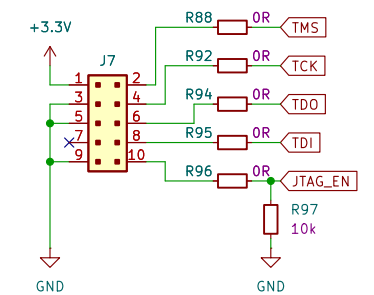 R88 0R TMS
+3.3V
J7
R92 0R TCK
1 2
3 4
R94 0R TDO
5 6
R95 0R TDI
7 8
9 10
R96 0R JTAG_EN
R97
10k
GND GND